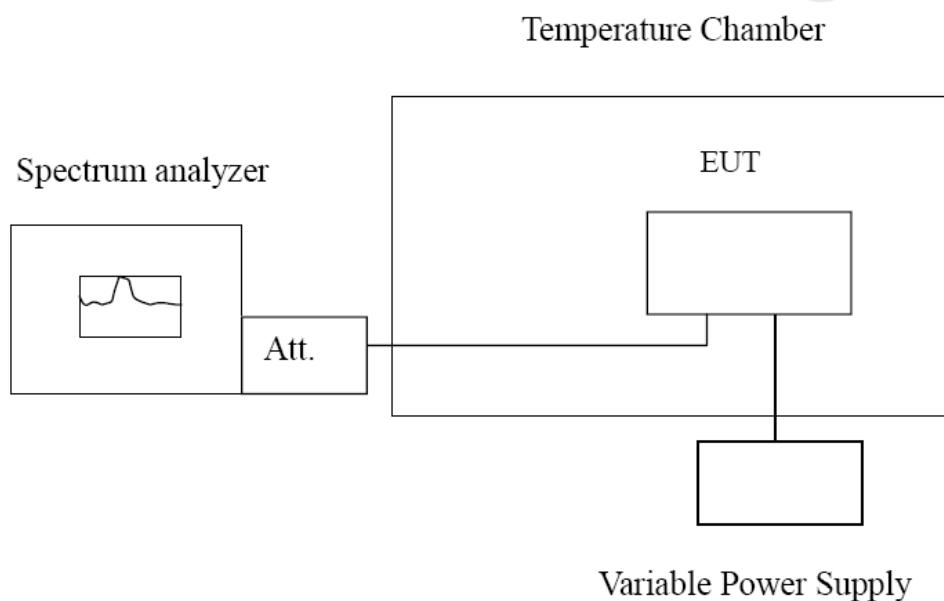 Temperature Chamber
Spectrum analyzer
EUT
Att.
Variable Power Supply